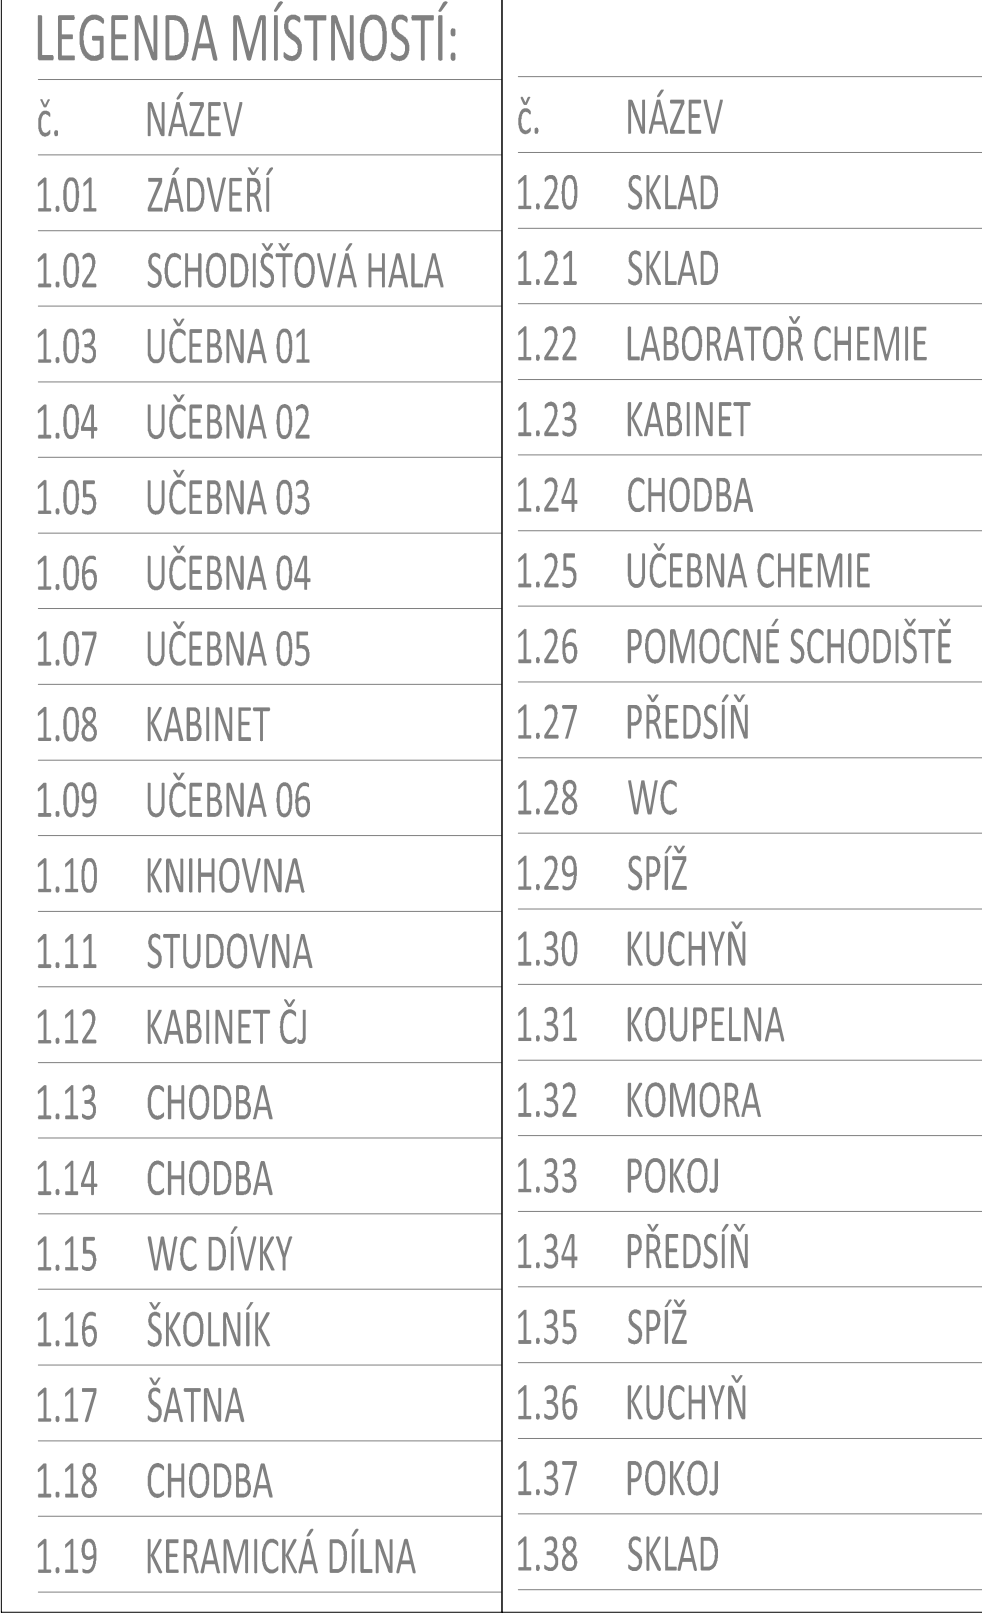 LEGENDA MÍSTNOSTÍ:
č. NÁZEV
1.01 ZÁDVEŘÍ
1.02 SCHODIŠŤOVÁ HALA
1.03 UČEBNA 01
1.04 UČEBNA 02
1.05 UČEBNA 03
1.06 UČEBNA 04
1.07 UČEBNA 05
1.08 KABINET
1.09 UČEBNA 06
1.10 KNIHOVNA
1.11 STUDOVNA
1.12 KABINET ČJ
1.13 CHODBA
1.14 CHODBA
1.15 WC DÍVKY
1.16 ŠKOLNÍK
1.17 ŠATNA
1.18 CHODBA
1.19 KERAMICKÁ DÍLNA
č. NÁZEV
1.20 SKLAD
1.21 SKLAD
1.22 LABORATOŘ CHEMIE
1.23 KABINET
1.24 CHODBA
1.25 UČEBNA CHEMIE
1.26 POMOCNÉ SCHODIŠTĚ
1.27 PŘEDSÍŇ
1.28 WC
1.29 SPÍŽ
1.30 KUCHYŇ
1.31 KOUPELNA
1.32 KOMORA
1.33 POKOJ
1.34 PŘEDSÍŇ
1.35 SPÍŽ
1.36 KUCHYŇ
1.37 POKOJ
1.38 SKLAD